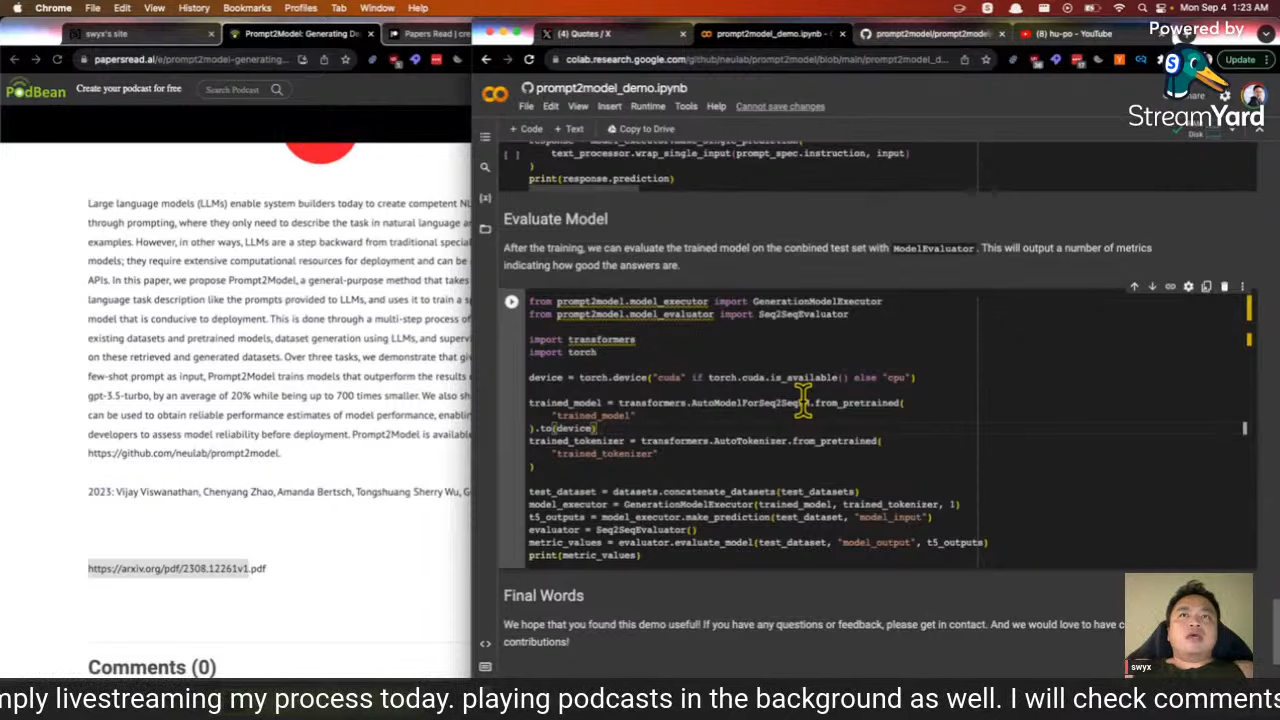 Chrome File Edit View History Bookmarks Profiles Tab Window Help
Mon Sep 4 1:23 AM
swyx's site
Prompt2Model: Generating De
Papers Read | crea
papersread.ai/e/prompt2model-generating-
PodBean
Create your podcast for free
Search Podcast
Large language models (LLMs) enable system builders today to create competent NL
through prompting, where they only need to describe the task in natural language an
examples. However, in other ways, LLMs are a step backward from traditional special
models; they require extensive computational resources for deployment and can be
APIs. In this paper, we propose Prompt2Model, a general-purpose method that takes
language task description like the prompts provided to LLMs, and uses it to train a s
model that is conducive to deployment. This is done through a multi-step process of
existing datasets and pretrained models, dataset generation using LLMs, and supervi
on these retrieved and generated datasets. Over three tasks, we demonstrate that giv
few-shot prompt as input, Prompt2Model trains models that outperform the results o
gpt-3.5-turbo, by an average of 20% while being up to 700 times smaller. We also sh
can be used to obtain reliable performance estimates of model performance, enablin
developers to assess model reliability before deployment. Prompt2Model is available
https://github.com/neulab/prompt2model.
2023: Vijay Viswanathan, Chenyang Zhao, Amanda Bertsch, Tongshuang Sherry Wu, G
https://arxiv.org/pdf/2308.12261v1.pdf
Comments (0)
(4) Quotes / X
prompt2model_demo.ipynb -
prompt2model/prompt2mode
(8) hu-po - YouTube
colab.research.google.com/github/neulab/prompt2model/blob/main/prompt2model_d...
Update
prompt2model_demo.ipynb
File Edit View Insert Runtime Tools Help Cannot save changes
+ Code + Text Copy to Drive
Disk
text_processor.wrap_single_input(prompt_spec.instruction, input)
)
print(response.prediction)
Evaluate Model
After the training, we can evaluate the trained model on the combined test set with ModelEvaluator. This will output a number of metrics
indicating how good the answers are.
from prompt2model.model_executor import GenerationModelExecutor
from prompt2model.model_evaluator import Seq2SeqEvaluator
import transformers
import torch
device = torch.device("cuda" if torch.cuda.is_available() else "cpu")
trained_model = transformers.AutoModelForSeq2Seq .from_pretrained(
"trained_model"
).to(device)
trained_tokenizer = transformers.AutoTokenizer.from_pretrained(
"trained_tokenizer"
)
test_dataset = datasets.concatenate_datasets(test_datasets)
model_executor = GenerationModelExecutor(trained_model, trained_tokenizer, 1)
t5_outputs = model_executor.make_prediction(test_dataset, "model_input")
evaluator = Seq2SeqEvaluator()
metric_values = evaluator.evaluate_model(test_dataset, "model_output", t5_outputs)
print(metric_values)
Final Words
We hope that you found this demo useful! If you have any questions or feedback, please get in contact. And we would love to have c
contributions!
Powered by
StreamYard
swyx
mply livestreaming my process today. playing podcasts in the background as well. I will check comments